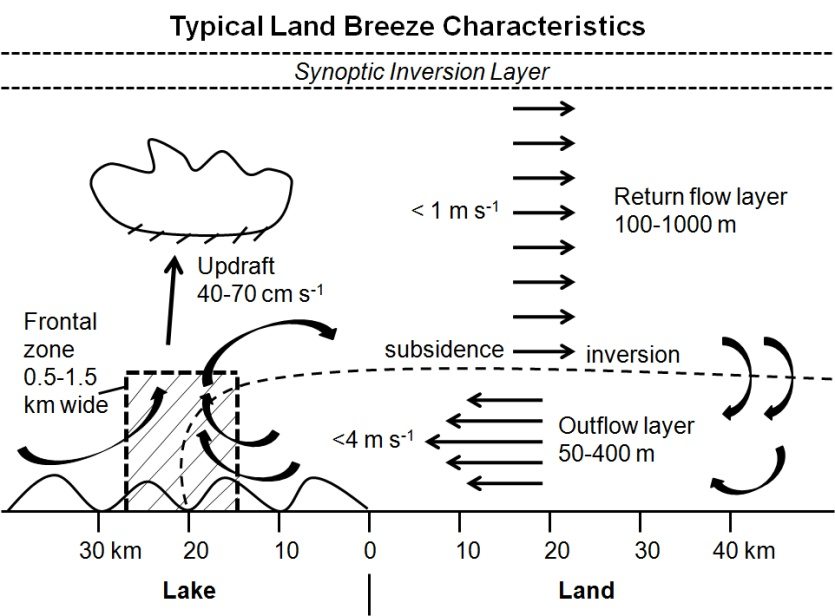 Typical Land Breeze Characteristics
Synoptic Inversion Layer
< 1 m s-1
Return flow layer
100-1000 m
Updraft
40-70 cm s-1
Frontal
zone
0.5-1.5
km wide
subsidence
inversion
<4 m s-1
Outflow layer
50-400 m
30 km 20 10 0 10 20 30 40 km
Lake Land